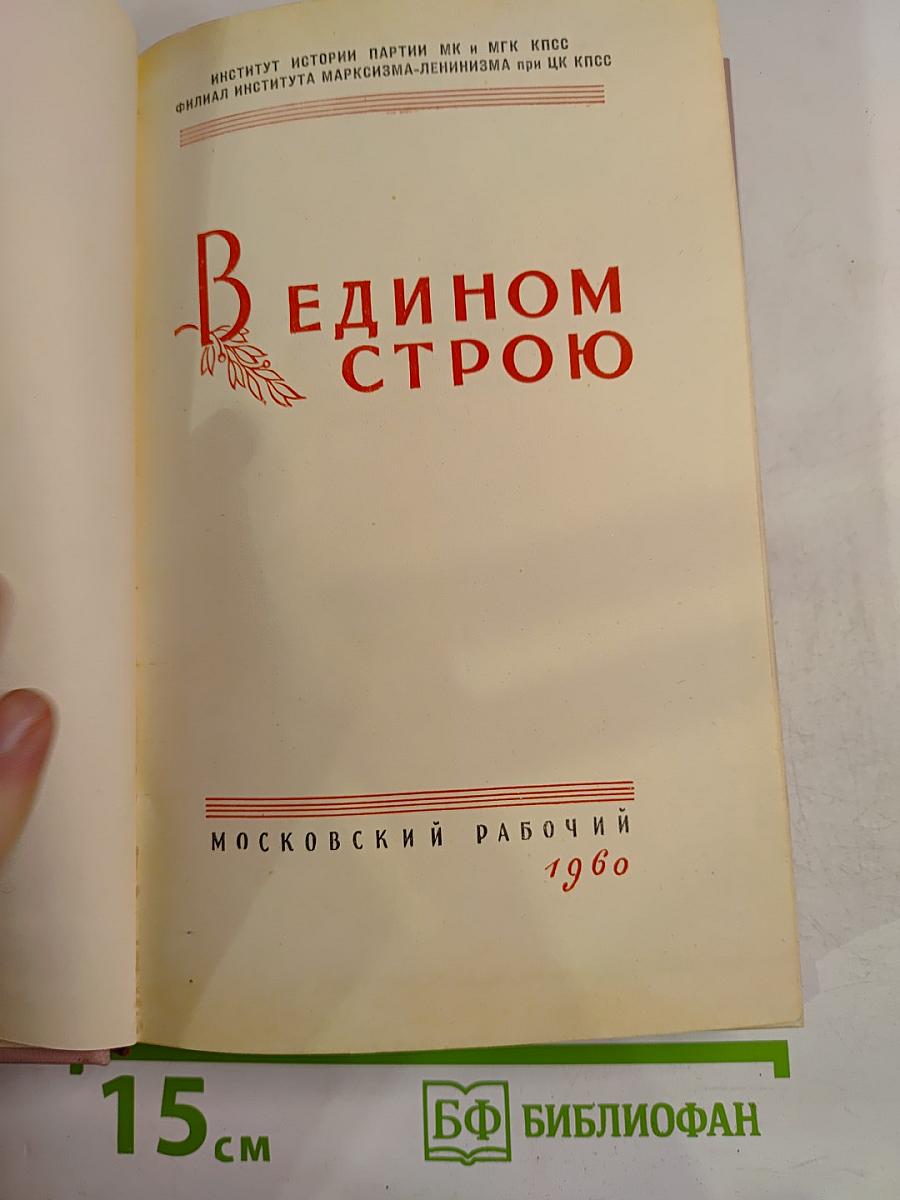 ИНСТИТУТ ИСТОРИИ ПАРТИИ МК и МГК КПСС
ФИЛИАЛ ИНСТИТУТА МАРКСИЗМА-ЛЕНИНИЗМА при ЦК КПСС
В ЕДИНОМ
СТРОЮ
МОСКОВСКИЙ РАБОЧИЙ
1960
15 см
БФ БИБЛИОФАН